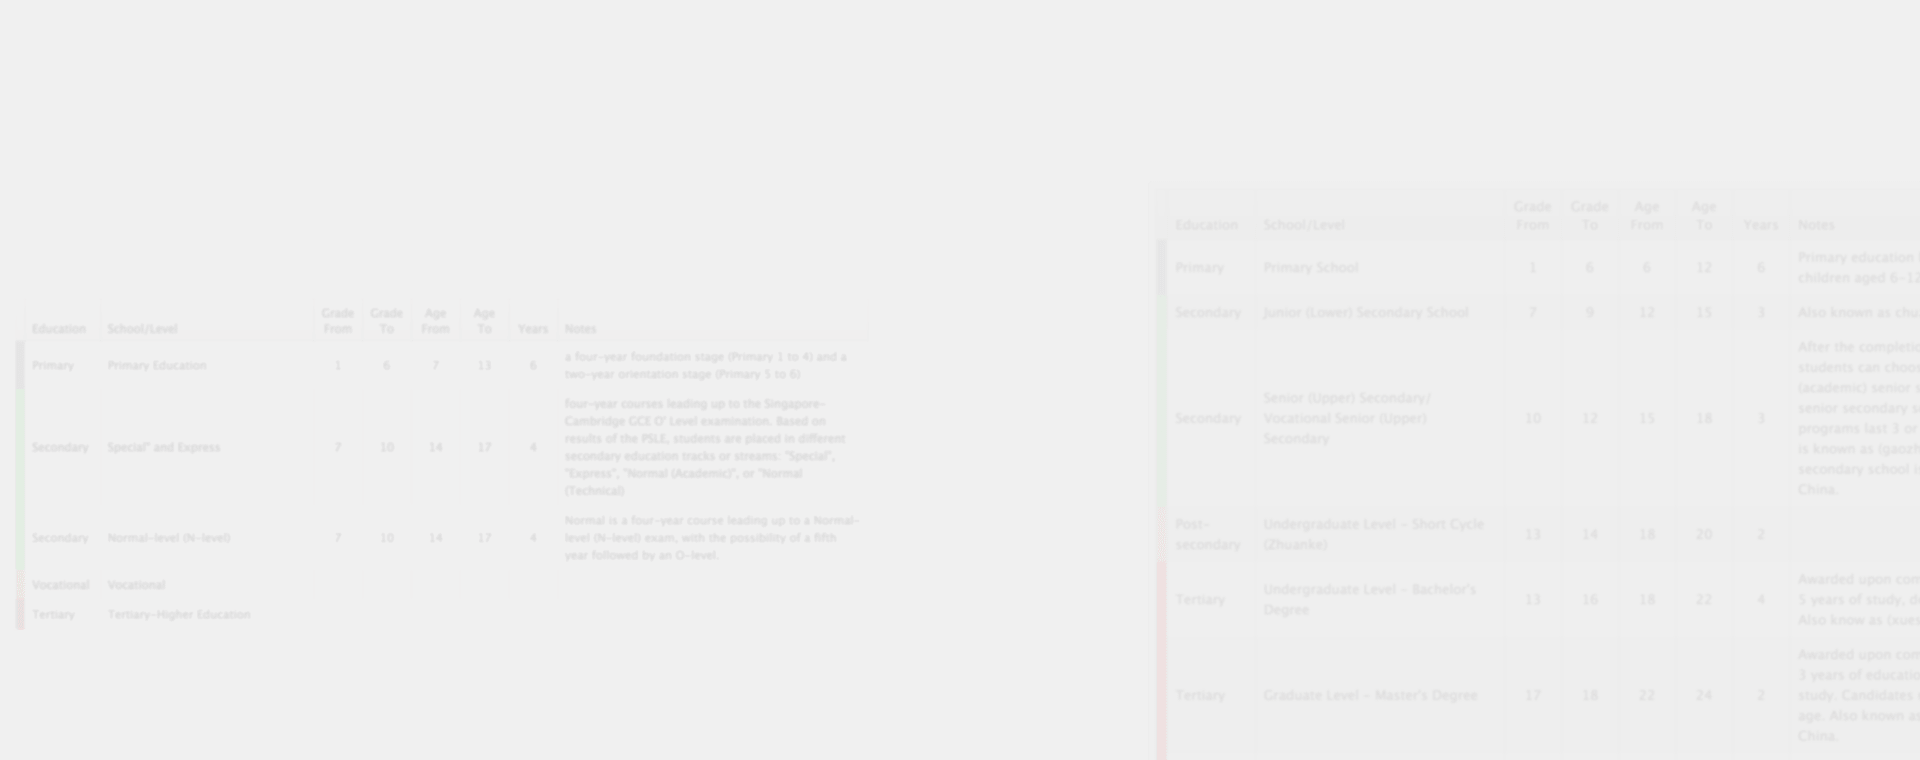 Education School/Level Grade From Grade To Age From Age To Years Notes
Primary Primary Education 1 6 7 13 6 a four-year foundation stage (Primary 1 to 4) and a
two-year orientation stage (Primary 5 to 6)
four-year courses leading up to the Singapore-
Cambridge GCE O' Level examination. Based on
results of the PSLE, students are placed in different
Secondary Special" and Express 7 10 14 17 4 secondary education tracks or streams: "Special",
"Express", "Normal (Academic)", or "Normal
(Technical)
Normal is a four-year course leading up to a Normal-
Secondary Normal-level (N-level) 7 10 14 17 4 level (N-level) exam, with the possibility of a fifth
year followed by an O-level.
Vocational Vocational
Tertiary Tertiary-Higher Education
Education School/Level Grade From Grade To Age From Age To Years Notes
Primary Primary School 1 6 6 12 6 Primary education
children aged 6-12
Secondary Junior (Lower) Secondary School 7 9 12 15 3 Also known as chu
After the completio
students can choos
(academic) senior s
Senior (Upper) Secondary/
senior secondary s
Secondary Vocational Senior (Upper) 10 12 15 18 3 programs last 3 or
Secondary
is known as (gaozh
secondary school i
China.
Post- Undergraduate Level - Short Cycle
secondary (Zhuanke) 13 14 18 20 2
Awarded upon com
Tertiary Undergraduate Level - Bachelor's 13 16 18 22 4 5 years of study, d
Degree
Also know as (xues
Awarded upon com
3 years of educatio
Tertiary Graduate Level - Master's Degree 17 18 22 24 2 study. Candidates
age. Also known as
China.